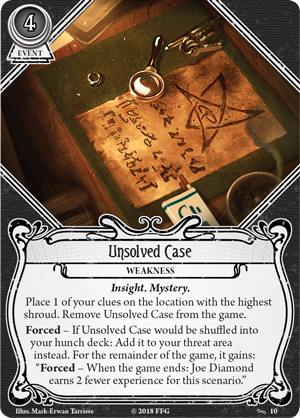 4
EVENT
Unsolved Case
WEAKNESS
Insight. Mystery.
Place 1 of your clues on the location with the highest
shroud. Remove Unsolved Case from the game.
Forced – If Unsolved Case would be shuffled into
your hunch deck: Add it to your threat area
instead. For the remainder of the game, it gains:
“Forced – When the game ends: Joe Diamond
earns 2 fewer experience for this scenario.”
Illus. Mark-Erwan Tarrisse
© 2018 FFG
10